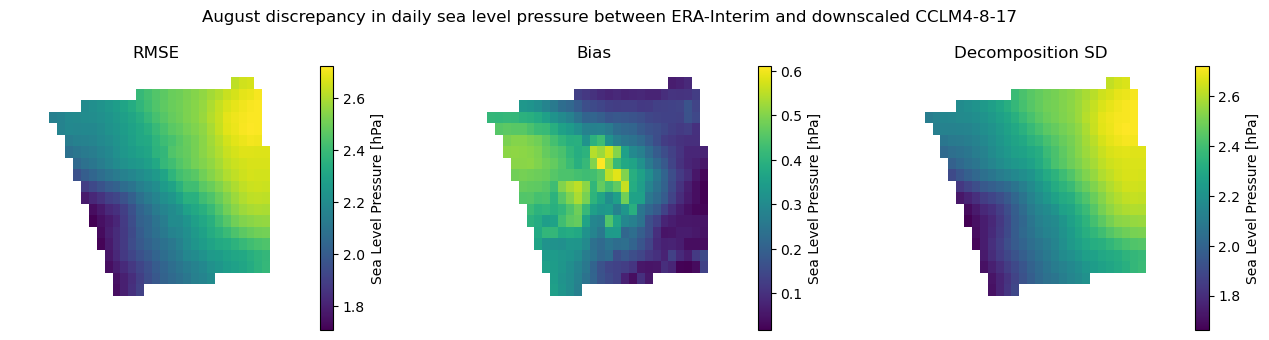 August discrepancy in daily sea level pressure between ERA-Interim and downscaled CCLM4-8-17
RMSE
2.6
2.4
2.2
2.0
1.8
Sea Level Pressure [hPa]
Bias
0.6
0.5
0.4
0.3
0.2
0.1
Sea Level Pressure [hPa]
Decomposition SD
2.6
2.4
2.2
2.0
1.8
Sea Level Pressure [hPa]